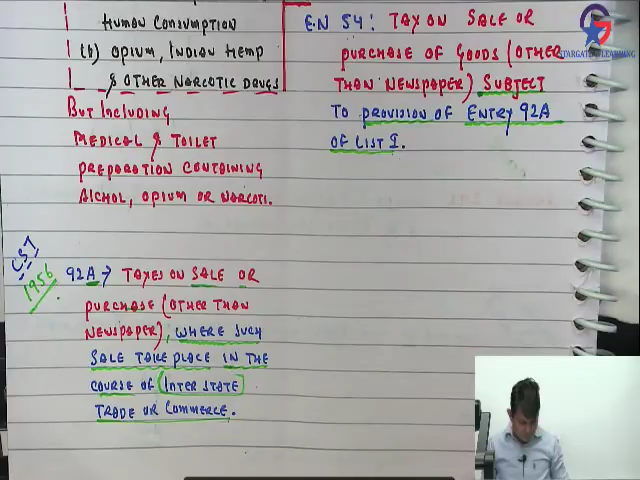 Human Consumption
(b) Opium, Indian Hemp
& Other Narcotic Drugs
But Including
Medical & Toilet
preparation containing
Alchol, Opium or Narcoti.
CST
1956
92A → Taxes on Sale or
purchase (other than
Newspaper), where such
Sale take place in the
course of (Inter State)
Trade or Commerce.
E.N 54: Tax on Sale or
purchase of Goods (other
than Newspaper) Subject
To provision of Entry 92A
of List I.
STARGATE LEARNING